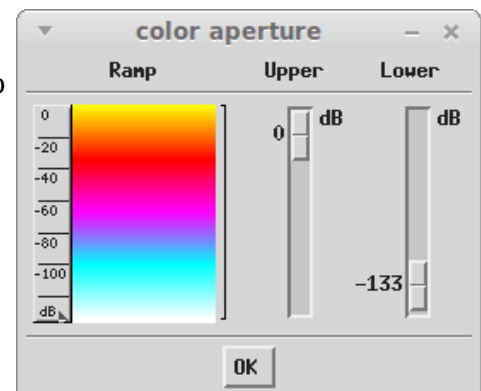 color aperture
Ramp Upper Lower
0
-20
-40
-60
-80
-100
dB
0 dB
-133 dB
OK